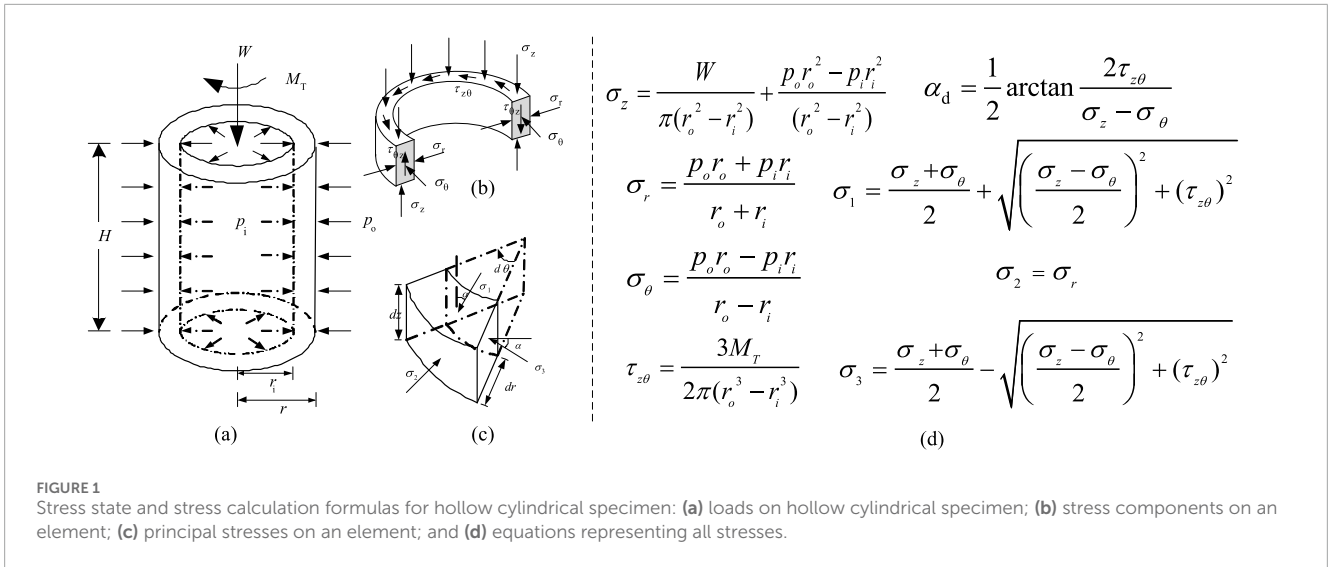 W
M_T
H
p_i
p_o
r_i
r
(a)
σ_z
τ_zθ
τ_θz
σ_r
σ_θ
τ_θz
σ_r
σ_θ
σ_z
(b)
dθ
σ_1
α
dz
α
σ_2
σ_3
dr
(c)
σ_z = W / π(r_o^2 − r_i^2) + (p_o r_o^2 − p_i r_i^2) / (r_o^2 − r_i^2)
α_d = 1/2 arctan 2τ_zθ / (σ_z − σ_θ)
σ_r = (p_o r_o + p_i r_i) / (r_o + r_i)
σ_1 = (σ_z + σ_θ) / 2 + √(((σ_z − σ_θ) / 2)^2 + (τ_zθ)^2)
σ_θ = (p_o r_o − p_i r_i) / (r_o − r_i)
σ_2 = σ_r
τ_zθ = 3M_T / 2π(r_o^3 − r_i^3)
σ_3 = (σ_z + σ_θ) / 2 − √(((σ_z − σ_θ) / 2)^2 + (τ_zθ)^2)
(d)
FIGURE 1
Stress state and stress calculation formulas for hollow cylindrical specimen: (a) loads on hollow cylindrical specimen; (b) stress components on an
element; (c) principal stresses on an element; and (d) equations representing all stresses.